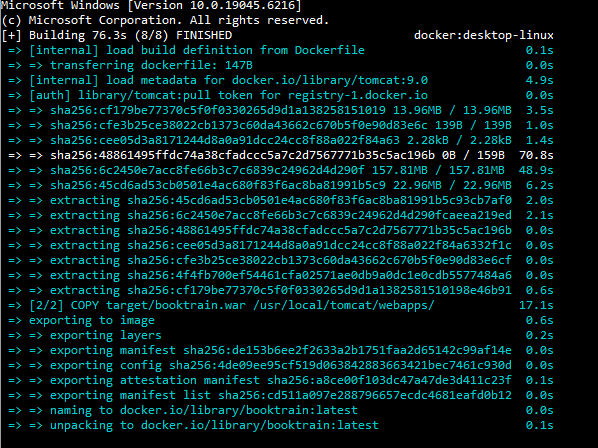 Microsoft Windows [Version 10.0.19045.6216]
(c) Microsoft Corporation. All rights reserved.
[+] Building 76.3s (8/8) FINISHED docker:desktop-linux
=> [internal] load build definition from Dockerfile 0.1s
=> => transferring dockerfile: 147B 0.0s
=> [internal] load metadata for docker.io/library/tomcat:9.0 4.9s
=> [auth] library/tomcat:pull token for registry-1.docker.io 0.0s
=> => sha256:cf179be77370c5f0f0330265d9d1a138258151019 13.96MB / 13.96MB 3.5s
=> => sha256:cfe3b25ce38022cb1373c60da43662c670b5f0e90d83e6c 139B / 139B 1.0s
=> => sha256:cee05d3a8171244d8a0a91dcc24cc8f88a022f84a63 2.28kB / 2.28kB 1.4s
=> => sha256:48861495ffdc74a38cfadccc5a7c2d7567771b35c5ac196b 0B / 159B 70.8s
=> => sha256:6c2450e7acc8fe66b3c7c6839c24962d4d290f 157.81MB / 157.81MB 48.9s
=> => sha256:45cd6ad53cb0501e4ac680f83f6ac8ba81991b5c9 22.96MB / 22.96MB 6.2s
=> => extracting sha256:45cd6ad53cb0501e4ac680f83f6ac8ba81991b5c93cb7af0 2.0s
=> => extracting sha256:6c2450e7acc8fe66b3c7c6839c24962d4d290fcaeea219ed 2.1s
=> => extracting sha256:48861495ffdc74a38cfadccc5a7c2d7567771b35c5ac196b 0.0s
=> => extracting sha256:cee05d3a8171244d8a0a91dcc24cc8f88a022f84a6332f1c 0.0s
=> => extracting sha256:cfe3b25ce38022cb1373c60da43662c670b5f0e90d83e6cf 0.0s
=> => extracting sha256:4f4fb700ef54461cfa02571ae0db9a0dc1e0cdb5577484a6 0.0s
=> => extracting sha256:cf179be77370c5f0f0330265d9d1a1382581510198e46b91 0.6s
=> [2/2] COPY target/booktrain.war /usr/local/tomcat/webapps/ 17.1s
=> exporting to image 0.6s
=> => exporting layers 0.2s
=> => exporting manifest sha256:de153b6ee2f2633a2b1751faa2d65142c99af14e 0.0s
=> => exporting config sha256:4de09ee95cf519d063842883663421bec7461c930d 0.0s
=> => exporting attestation manifest sha256:a8ce00f103dc47a47de3d411c23f 0.1s
=> => exporting manifest list sha256:cd511a097e288796657ecdc4681eafd0b12 0.0s
=> => naming to docker.io/library/booktrain:latest 0.0s
=> => unpacking to docker.io/library/booktrain:latest 0.1s